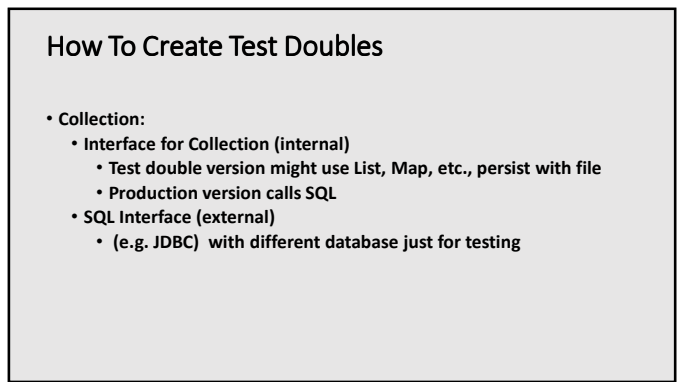 How To Create Test Doubles
• Collection:
• Interface for Collection (internal)
• Test double version might use List, Map, etc., persist with file
• Production version calls SQL
• SQL Interface (external)
• (e.g. JDBC) with different database just for testing